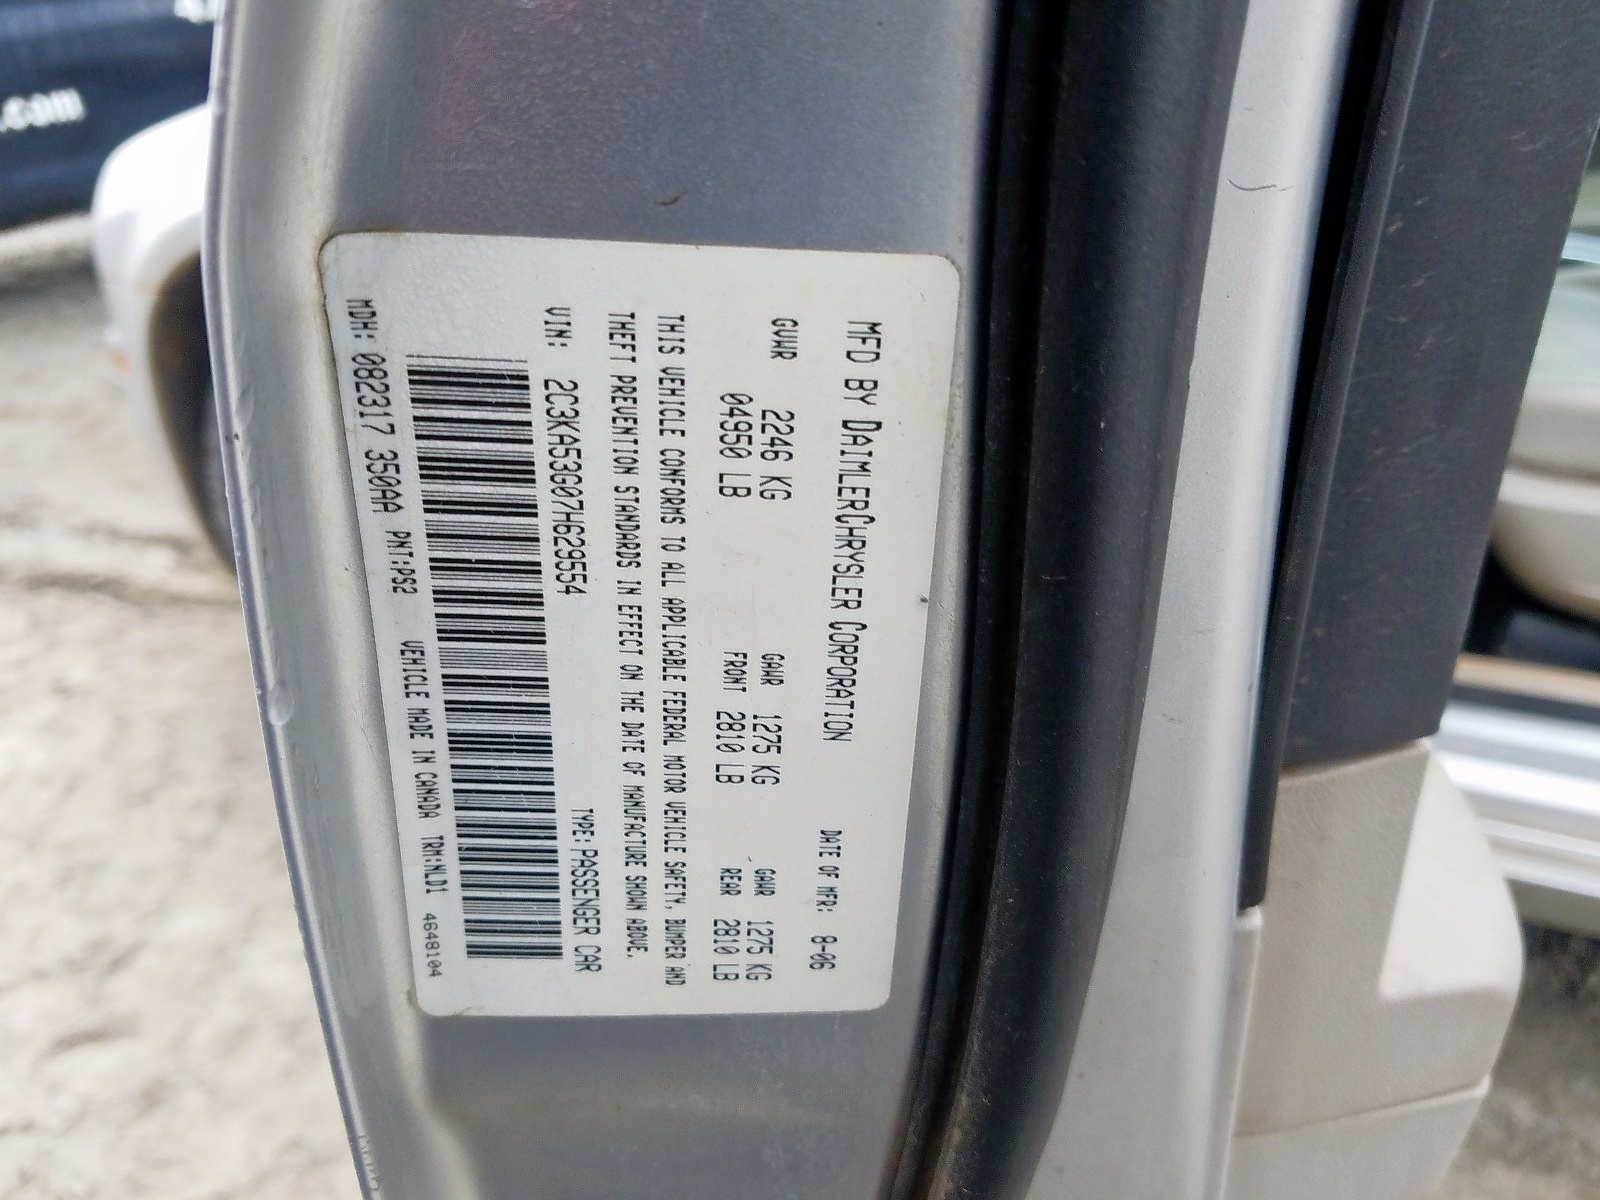 MFD BY DAIMLERCHRYSLER CORPORATION DATE OF MFR: 8-06
GVWR 2246 KG GAWR 1275 KG GAWR 1275 KG
04950 LB FRONT 2810 LB REAR 2810 LB
THIS VEHICLE CONFORMS TO ALL APPLICABLE FEDERAL MOTOR VEHICLE SAFETY, BUMPER AND
THEFT PREVENTION STANDARDS IN EFFECT ON THE DATE OF MANUFACTURE SHOWN ABOVE.
VIN: 2C3KA53G07H629554 TYPE: PASSENGER CAR
MDH: 082317 350AA PNT:PS2 VEHICLE MADE IN CANADA TRM:NLD1 4648104
.com